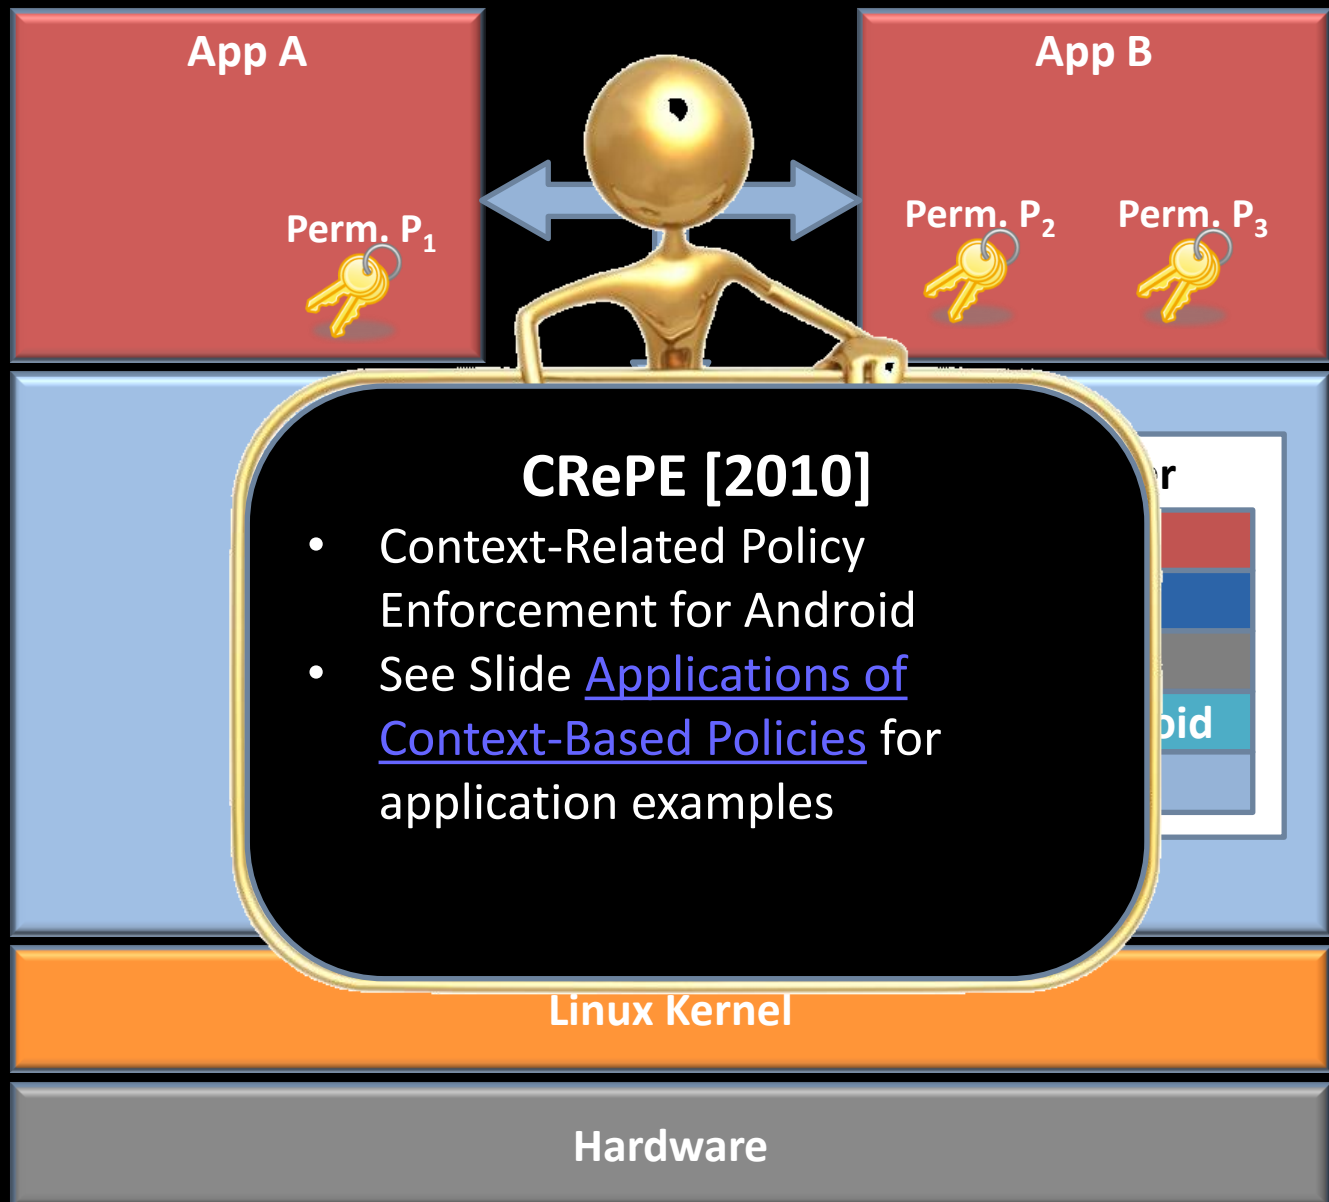 App A
App B
Perm. P1
Perm. P2
Perm. P3
CRePE [2010]
• Context-Related Policy
Enforcement for Android
• See Slide Applications of
Context-Based Policies for
application examples
Linux Kernel
Hardware